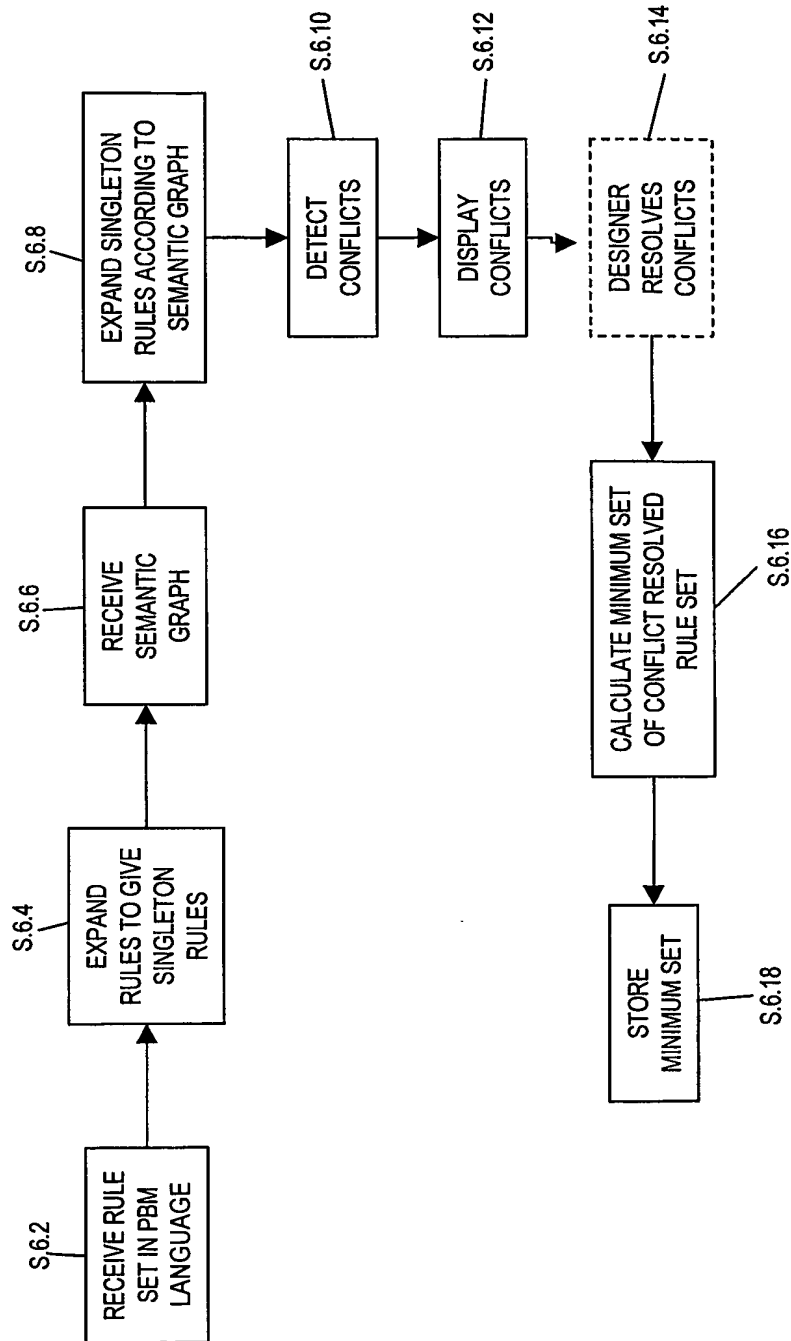 S.6.2
RECEIVE RULE
SET IN PBM
LANGUAGE
S.6.4
EXPAND
RULES TO GIVE
SINGLETON
RULES
S.6.6
RECEIVE
SEMANTIC
GRAPH
S.6.8
EXPAND SINGLETON
RULES ACCORDING TO
SEMANTIC GRAPH
S.6.10
DETECT
CONFLICTS
S.6.12
DISPLAY
CONFLICTS
S.6.14
DESIGNER
RESOLVES
CONFLICTS
CALCULATE MINIMUM SET
OF CONFLICT RESOLVED
RULE SET
S.6.16
STORE
MINIMUM SET
S.6.18